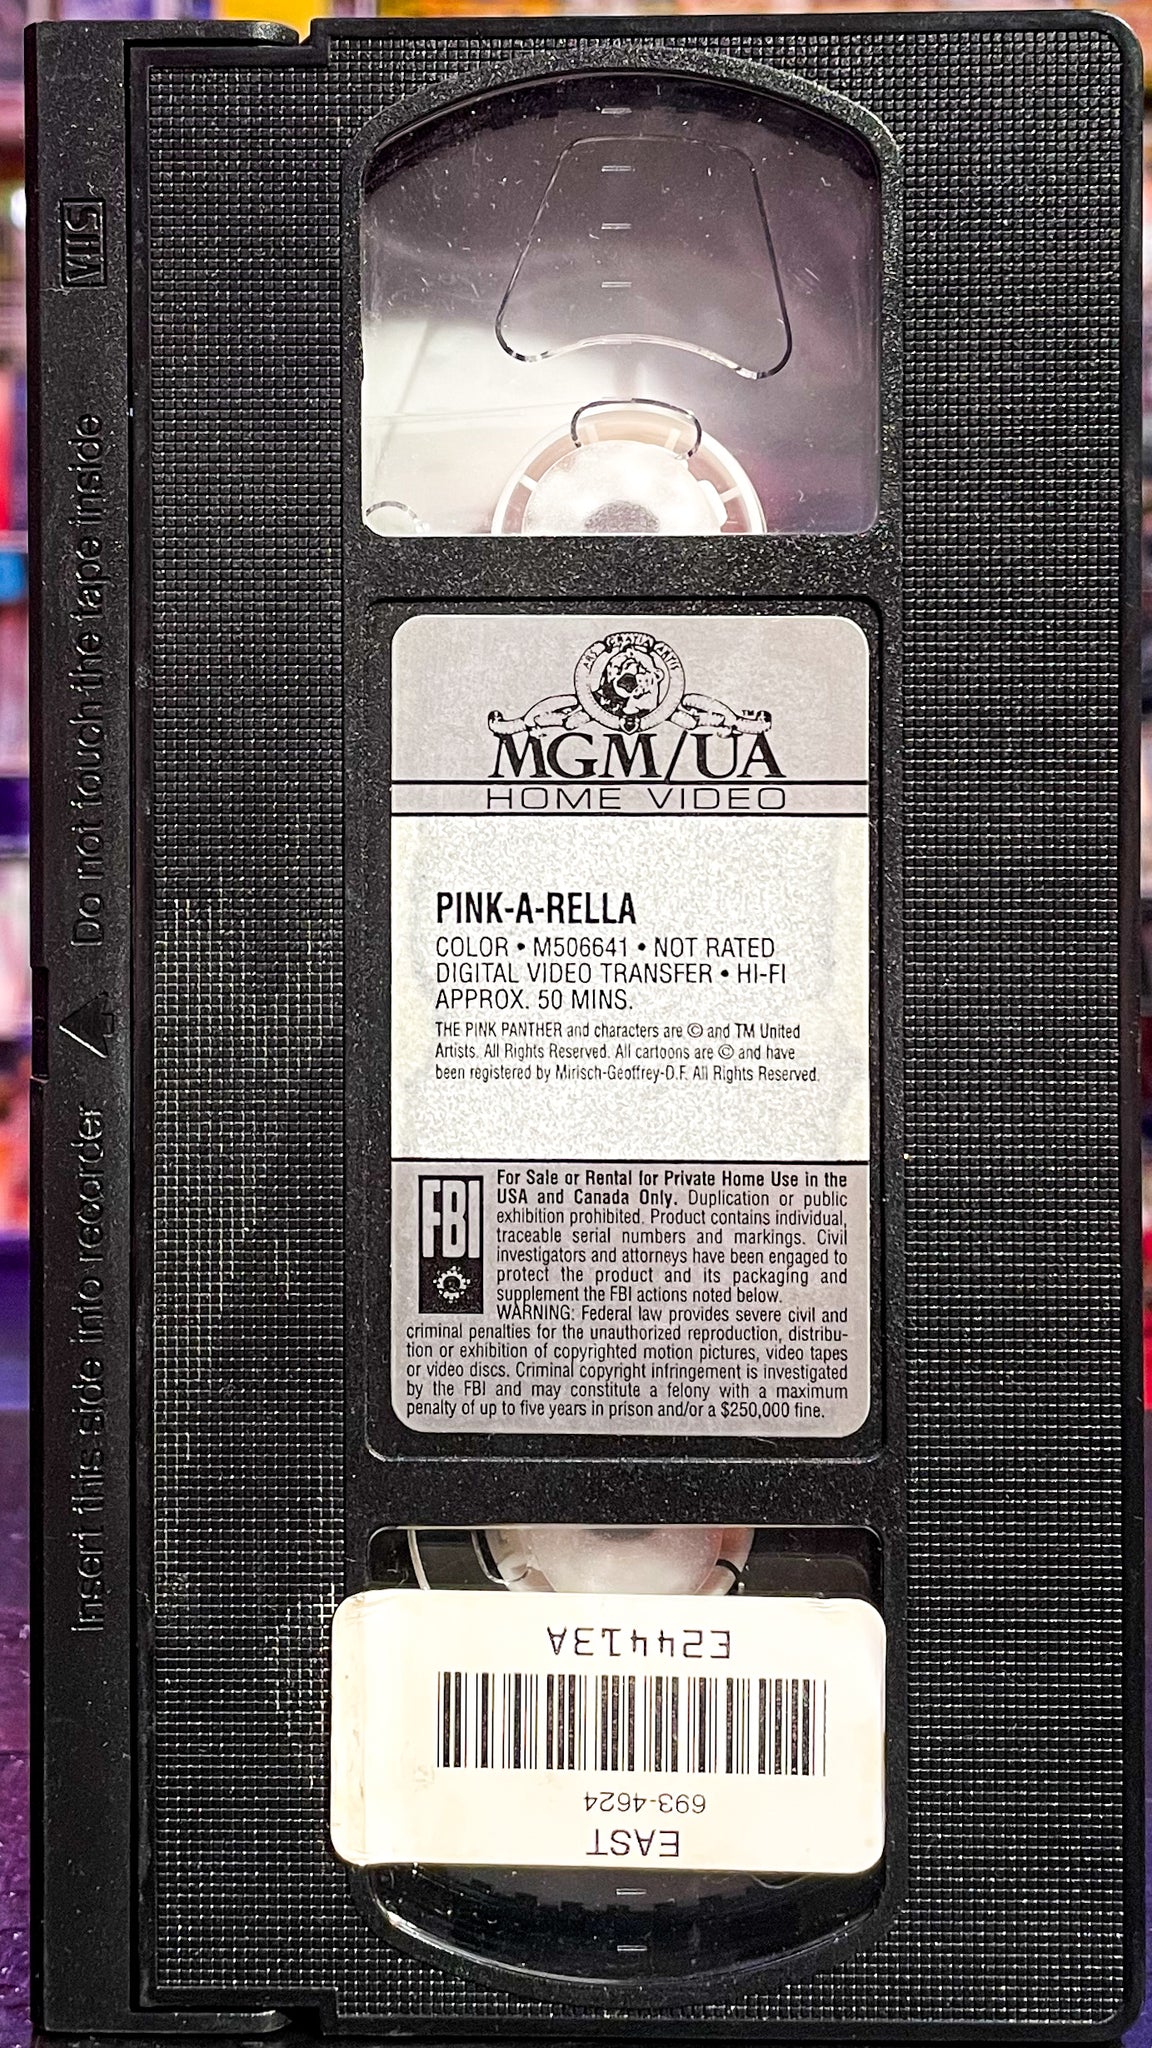 VHS
Do not touch the tape inside
Insert this side into recorder
ARS GRATIA ARTIS
TM
MGM/UA
HOME VIDEO
PINK-A-RELLA
COLOR • M506641 • NOT RATED
DIGITAL VIDEO TRANSFER • HI-FI
APPROX. 50 MINS.
THE PINK PANTHER and characters are © and TM United
Artists. All Rights Reserved. All cartoons are © and have
been registered by Mirisch-Geoffrey-D.F. All Rights Reserved.
FBI
For Sale or Rental for Private Home Use in the
USA and Canada Only. Duplication or public
exhibition prohibited. Product contains individual,
traceable serial numbers and markings. Civil
investigators and attorneys have been engaged to
protect the product and its packaging and
supplement the FBI actions noted below.
WARNING: Federal law provides severe civil and
criminal penalties for the unauthorized reproduction, distribu-
tion or exhibition of copyrighted motion pictures, video tapes
or video discs. Criminal copyright infringement is investigated
by the FBI and may constitute a felony with a maximum
penalty of up to five years in prison and/or a $250,000 fine.
EAST
693-4624
E24413A